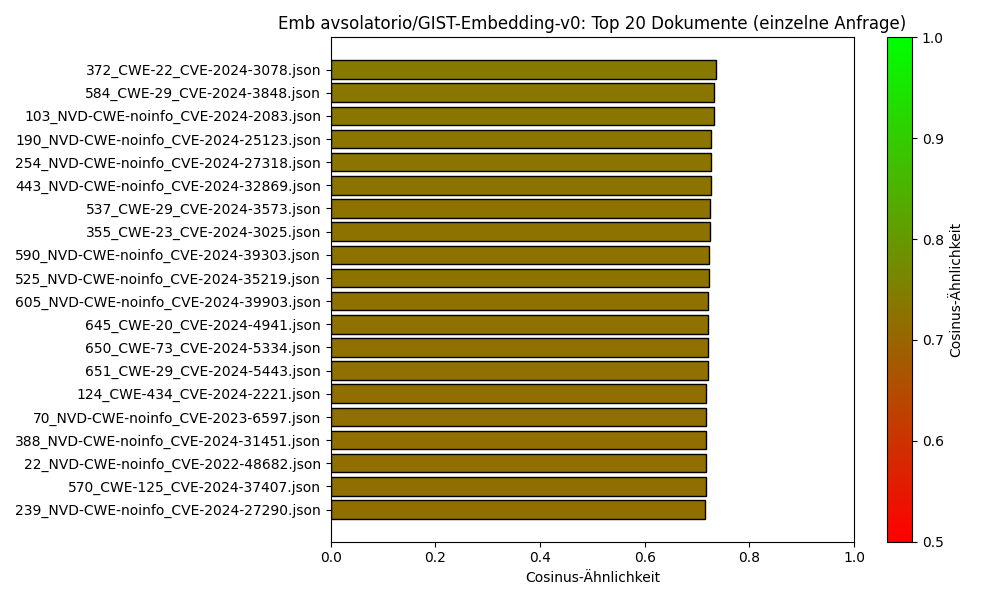 Emb avsolatorio/GIST-Embedding-v0: Top 20 Dokumente (einzelne Anfrage)
372_CWE-22_CVE-2024-3078.json
584_CWE-29_CVE-2024-3848.json
103_NVD-CWE-noinfo_CVE-2024-2083.json
190_NVD-CWE-noinfo_CVE-2024-25123.json
254_NVD-CWE-noinfo_CVE-2024-27318.json
443_NVD-CWE-noinfo_CVE-2024-32869.json
537_CWE-29_CVE-2024-3573.json
355_CWE-23_CVE-2024-3025.json
590_NVD-CWE-noinfo_CVE-2024-39303.json
525_NVD-CWE-noinfo_CVE-2024-35219.json
605_NVD-CWE-noinfo_CVE-2024-39903.json
645_CWE-20_CVE-2024-4941.json
650_CWE-73_CVE-2024-5334.json
651_CWE-29_CVE-2024-5443.json
124_CWE-434_CVE-2024-2221.json
70_NVD-CWE-noinfo_CVE-2023-6597.json
388_NVD-CWE-noinfo_CVE-2024-31451.json
22_NVD-CWE-noinfo_CVE-2022-48682.json
570_CWE-125_CVE-2024-37407.json
239_NVD-CWE-noinfo_CVE-2024-27290.json
0.0 0.2 0.4 0.6 0.8 1.0
Cosinus-Ähnlichkeit
1.0
0.9
0.8
0.7
0.6
0.5
Cosinus-Ähnlichkeit